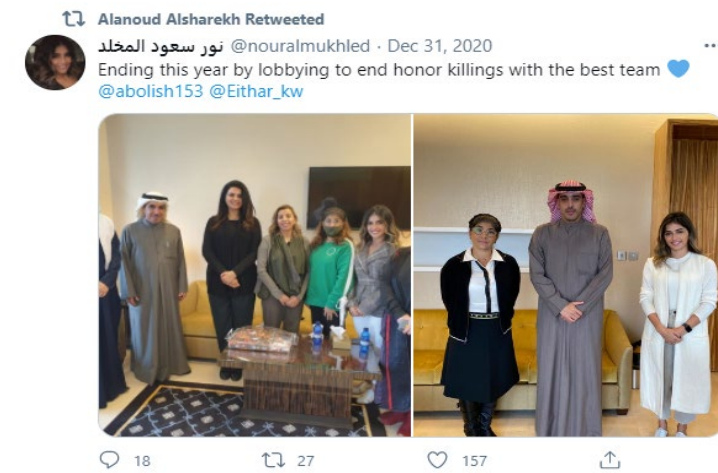 Alanoud Alsharekh Retweeted
نور سعود المخلد @nouralmukhled · Dec 31, 2020
Ending this year by lobbying to end honor killings with the best team 💙
@abolish153 @Eithar_kw
18 27 157